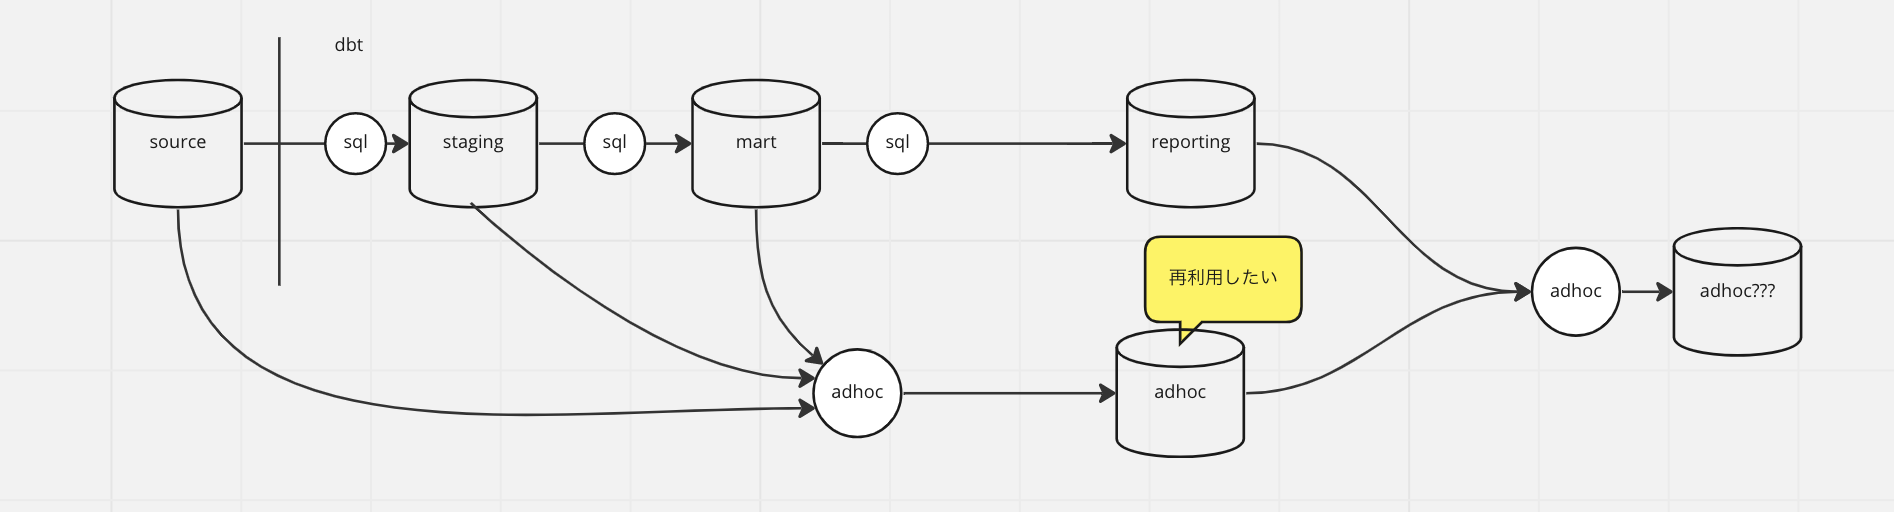 dbt
source
sql
staging
sql
mart
sql
reporting
再利用したい
adhoc
adhoc
adhoc
adhoc???